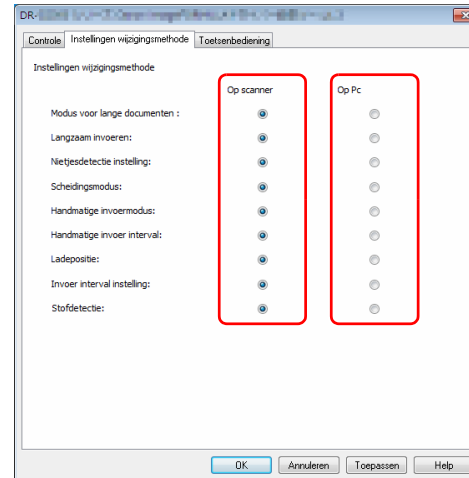 DR-
Controle Instellingen wijzigingsmethode Toetsenbediening
Instellingen wijzigingsmethode
Op scanner Op Pc
Modus voor lange documenten :
Langzaam invoeren:
Nietjesdetectie instelling:
Scheidingsmodus:
Handmatige invoermodus:
Handmatige invoer interval:
Ladepositie:
Invoer interval instelling:
Stofdetectie:
OK Annuleren Toepassen Help